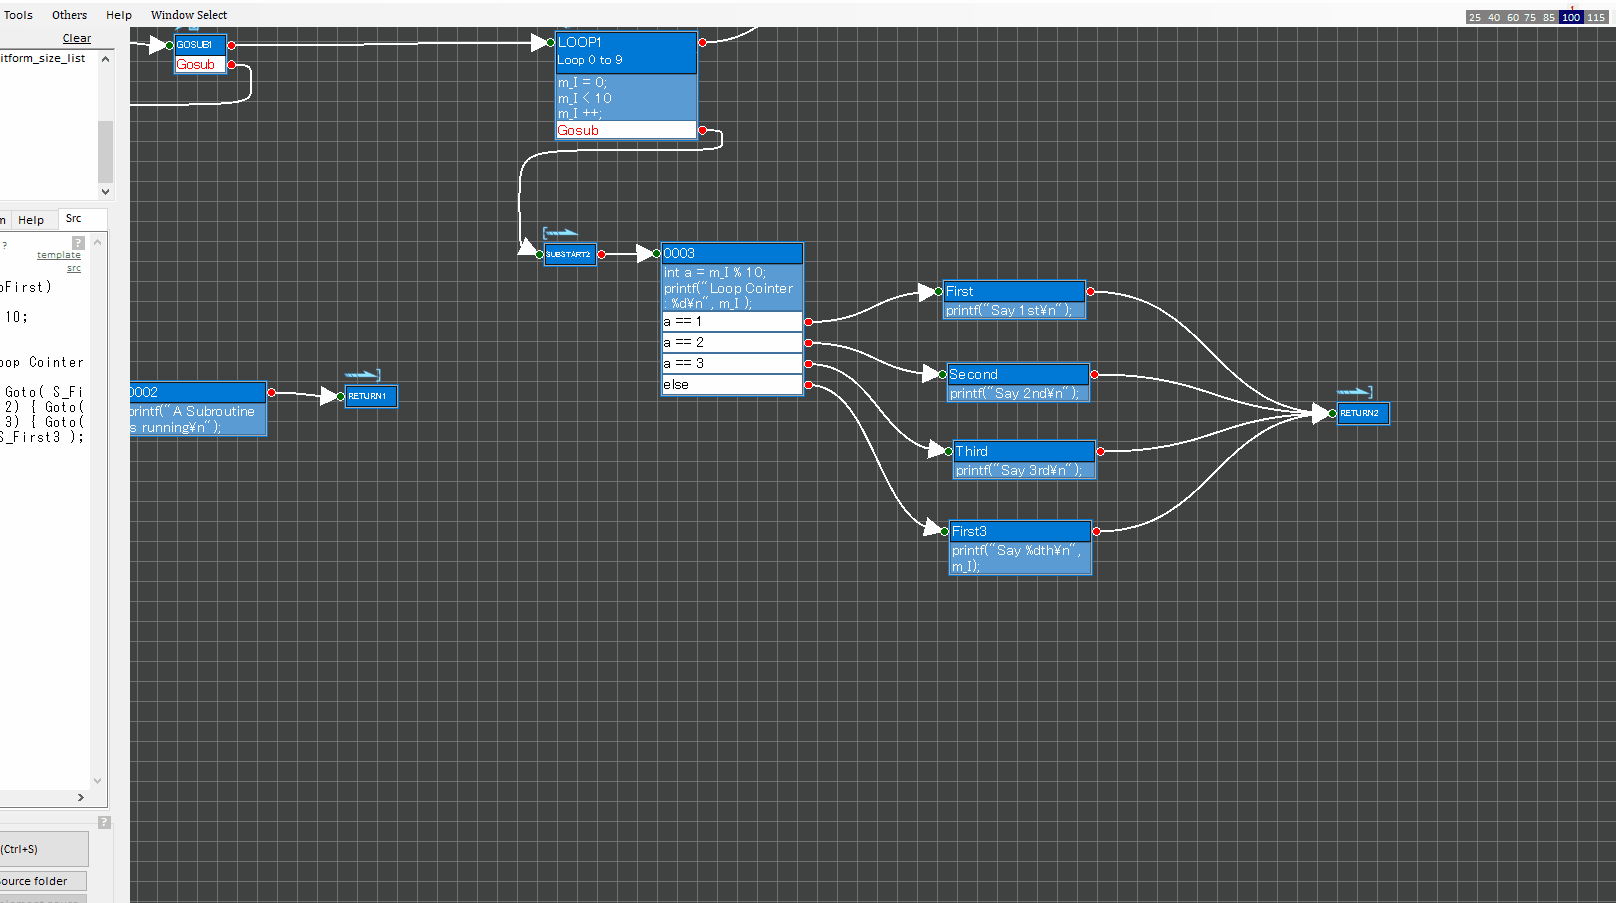 Tools Others Help Window Select
25 40 60 75 85 100 115
Clear
itform_size_list
Help Src
?
?
template
src
oFirst)
10;
oop Cointer
Goto( S_Fi
2) { Goto(
3) { Goto(
S_First3 );
?
(Ctrl+S)
ource folder
GOSUB1
Gosub
LOOP1
Loop 0 to 9
m_I = 0;
m_I < 10
m_I ++;
Gosub
SUBSTART2
0003
int a = m_I % 10;
printf("Loop Cointer
: %d¥n", m_I );
a == 1
a == 2
a == 3
else
First
printf("Say 1st¥n");
Second
printf("Say 2nd¥n");
Third
printf("Say 3rd¥n");
First3
printf("Say %dth¥n",
m_I);
RETURN2
0002
printf("A Subroutine
s running¥n");
RETURN1